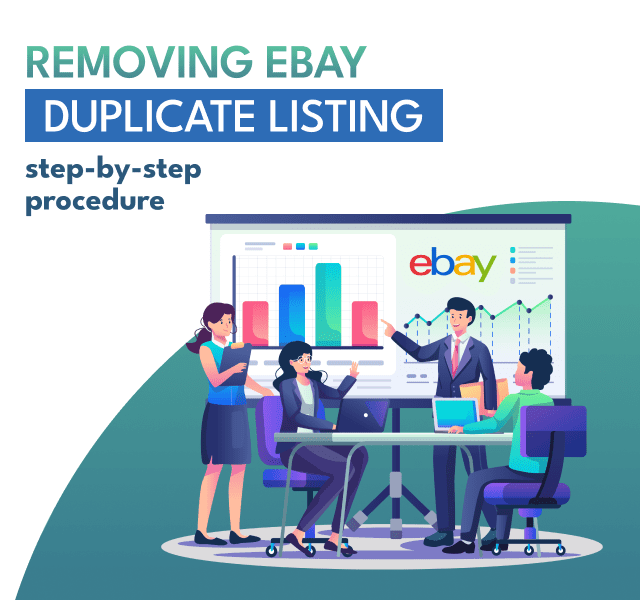 REMOVING EBAY
DUPLICATE LISTING
step-by-step
procedure
ebay